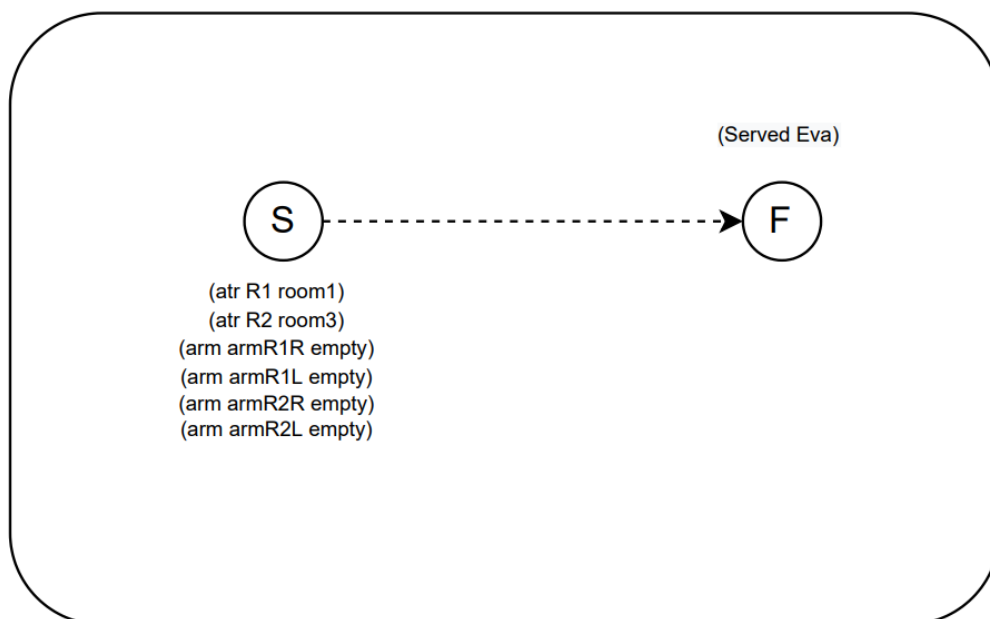 (Served Eva)
S
F
(atr R1 room1)
(atr R2 room3)
(arm armR1R empty)
(arm armR1L empty)
(arm armR2R empty)
(arm armR2L empty)